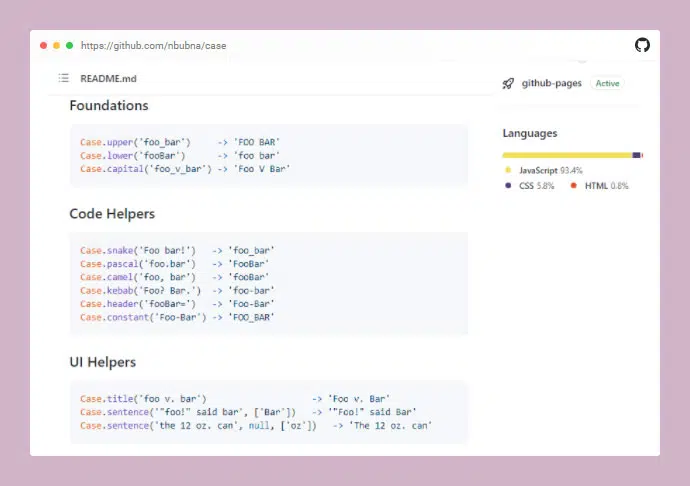 https://github.com/nbubna/case
README.md
Foundations
Case.upper('foo_bar')     -> 'FOO BAR'
Case.lower('fooBar')      -> 'foo bar'
Case.capital('foo_v_bar') -> 'Foo V Bar'
Code Helpers
Case.snake('Foo bar!')   -> 'foo_bar'
Case.pascal('foo.bar')   -> 'FooBar'
Case.camel('foo, bar')   -> 'fooBar'
Case.kebab('Foo? Bar.')  -> 'foo-bar'
Case.header('fooBar=')   -> 'Foo-Bar'
Case.constant('Foo-Bar') -> 'FOO_BAR'
UI Helpers
Case.title('foo v. bar')                    -> 'Foo v. Bar'
Case.sentence('"foo!" said bar', ['Bar'])   -> '"Foo!" said Bar'
Case.sentence('the 12 oz. can', null, ['oz'])   -> 'The 12 oz. can'
github-pages Active
Languages
JavaScript 93.4%
CSS 5.8% HTML 0.8%